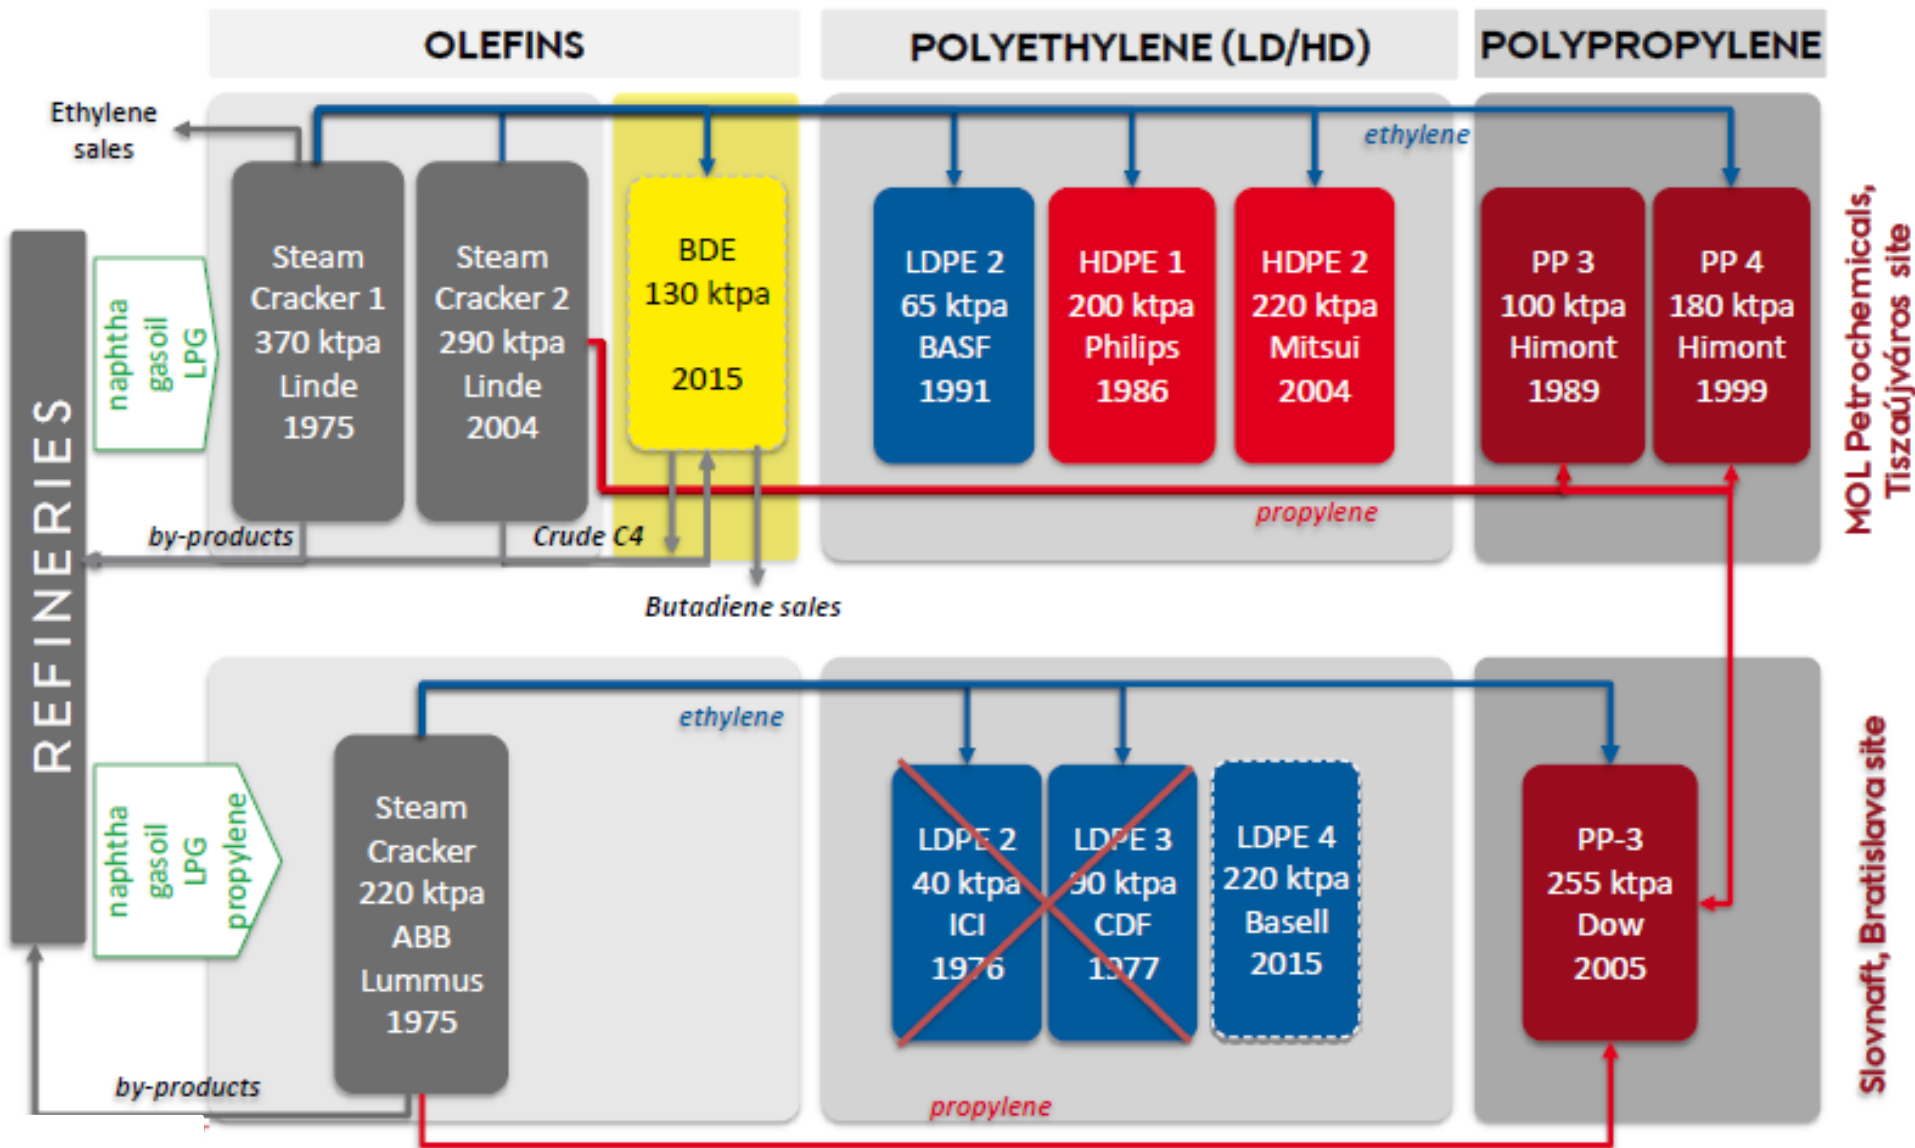 OLEFINS
POLYETHYLENE (LD/HD)
POLYPROPYLENE
Ethylene
sales
ethylene
REFINERIES
naphtha
gasoil
LPG
Steam
Cracker 1
370 ktpa
Linde
1975
Steam
Cracker 2
290 ktpa
Linde
2004
BDE
130 ktpa
2015
LDPE 2
65 ktpa
BASF
1991
HDPE 1
200 ktpa
Philips
1986
HDPE 2
220 ktpa
Mitsui
2004
PP 3
100 ktpa
Himont
1989
PP 4
180 ktpa
Himont
1999
MOL Petrochemicals,
Tiszaújváros site
by-products
Crude C4
propylene
Butadiene sales
ethylene
naphtha
gasoil
LPG
propylene
Steam
Cracker
220 ktpa
ABB
Lummus
1975
LDPE 2
40 ktpa
ICI
1976
LDPE 3
90 ktpa
CDF
1977
LDPE 4
220 ktpa
Basell
2015
PP-3
255 ktpa
Dow
2005
Slovnaft, Bratislava site
by-products
propylene